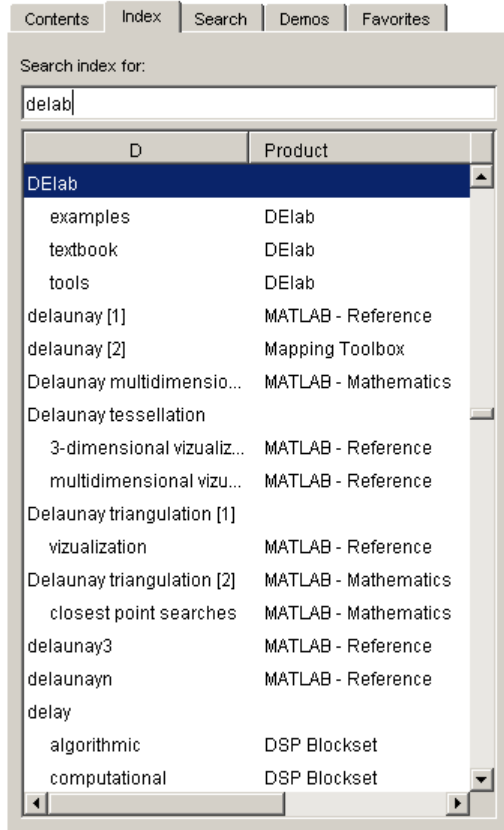 Contents Index Search Demos Favorites
Search index for:
delab
D Product
DElab
examples DElab
textbook DElab
tools DElab
delaunay [1] MATLAB - Reference
delaunay [2] Mapping Toolbox
Delaunay multidimensio... MATLAB - Mathematics
Delaunay tessellation
3-dimensional vizualiz... MATLAB - Reference
multidimensional vizu... MATLAB - Reference
Delaunay triangulation [1]
vizualization MATLAB - Reference
Delaunay triangulation [2] MATLAB - Mathematics
closest point searches MATLAB - Mathematics
delaunay3 MATLAB - Reference
delaunayn MATLAB - Reference
delay
algorithmic DSP Blockset
computational DSP Blockset